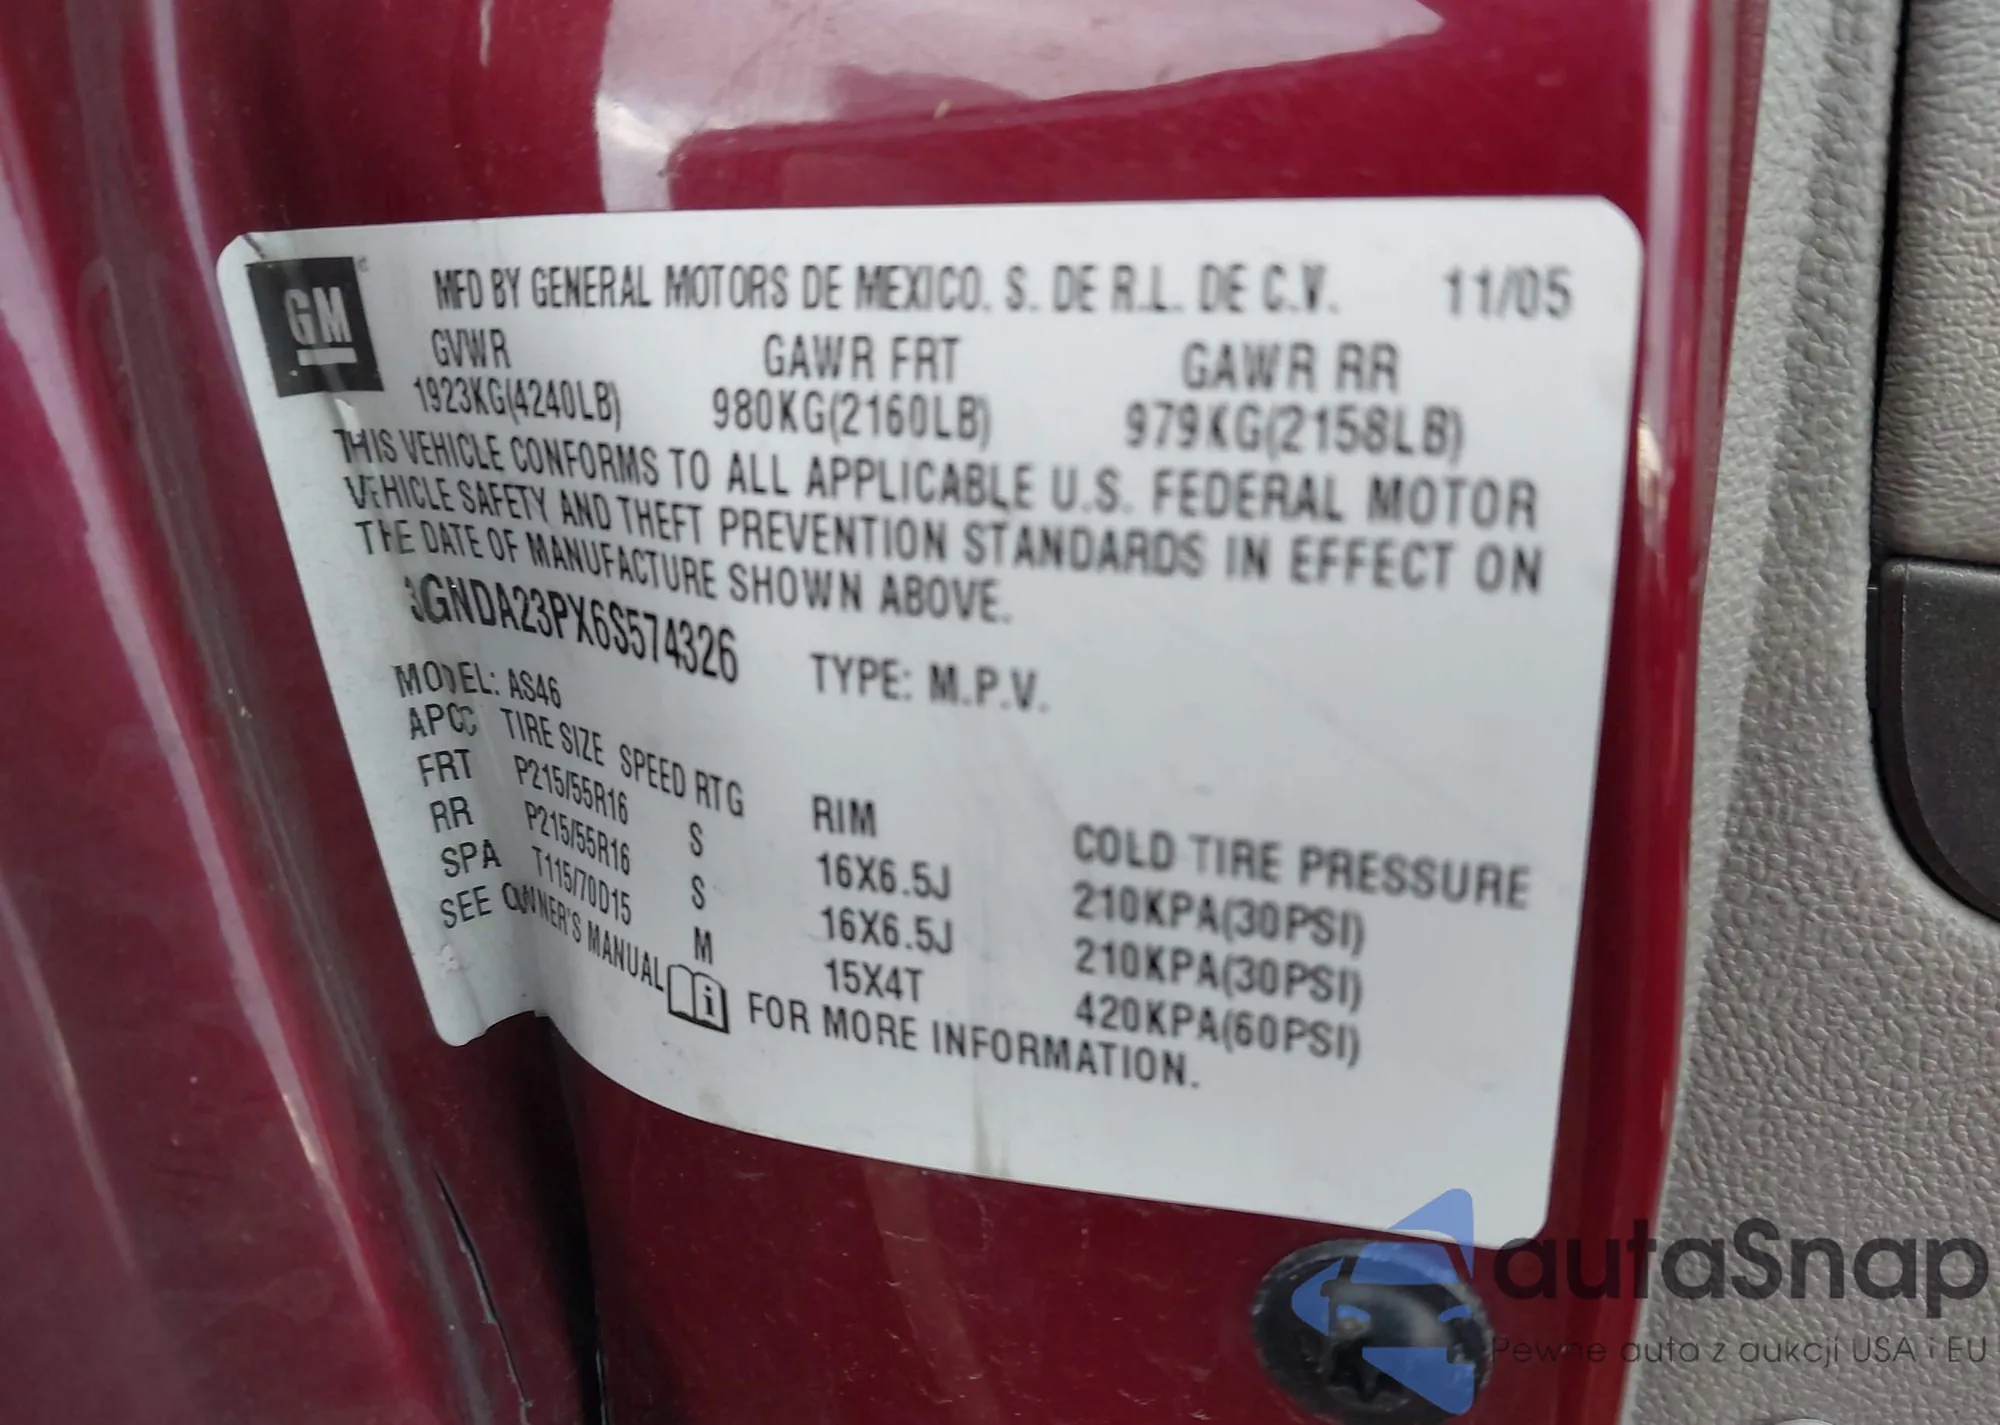 GM
MFD BY GENERAL MOTORS DE MEXICO. S. DE R.L. DE C.V. 11/05
GVWR GAWR FRT GAWR RR
1923KG(4240LB) 980KG(2160LB) 979KG(2158LB)
THIS VEHICLE CONFORMS TO ALL APPLICABLE U.S. FEDERAL MOTOR
VEHICLE SAFETY AND THEFT PREVENTION STANDARDS IN EFFECT ON
THE DATE OF MANUFACTURE SHOWN ABOVE.
3GNDA23PX6S574326 TYPE: M.P.V.
MODEL: AS46
APCC TIRE SIZE SPEED RTG RIM COLD TIRE PRESSURE
FRT P215/55R16 S 16X6.5J 210KPA(30PSI)
RR P215/55R16 S 16X6.5J 210KPA(30PSI)
SPA T115/70D15 M 15X4T 420KPA(60PSI)
SEE OWNER'S MANUAL i FOR MORE INFORMATION.
autaSnap
Pewne auta z aukcji USA i EU